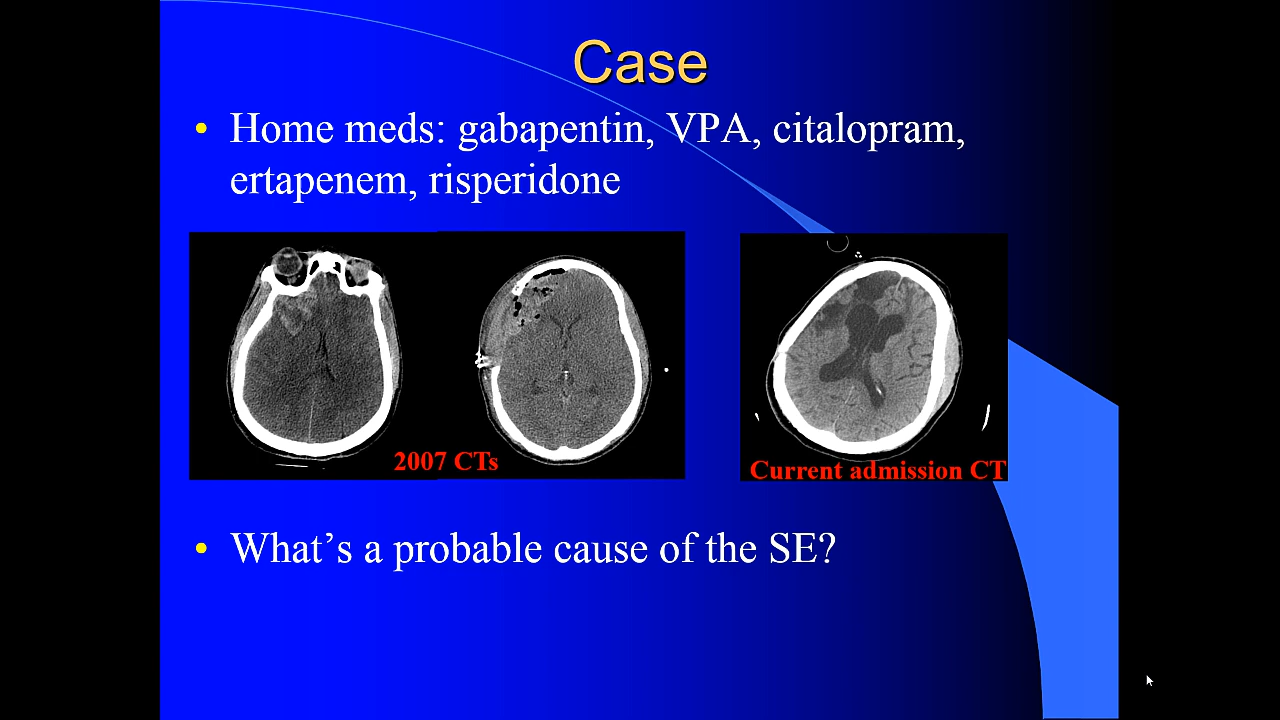 Case
• Home meds: gabapentin, VPA, citalopram,
ertapenem, risperidone
2007 CTs
Current admission CT
• What’s a probable cause of the SE?